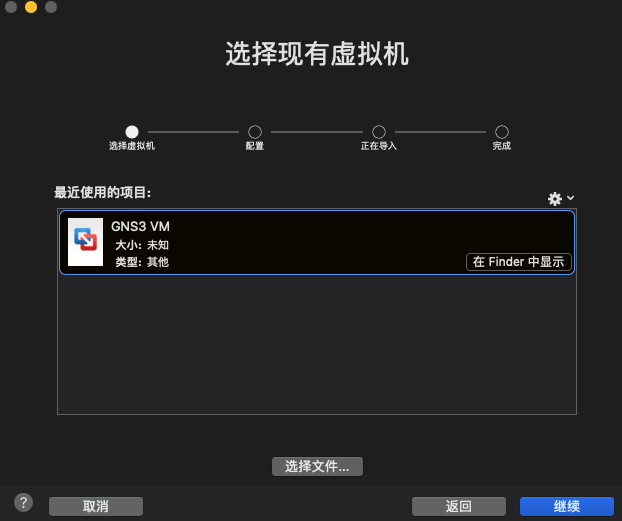 选择现有虚拟机
选择虚拟机
配置
正在导入
完成
最近使用的项目:
GNS3 VM
大小: 未知
类型: 其他
在 Finder 中显示
选择文件...
?
取消
返回
继续